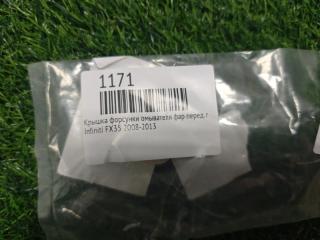 1171
Крышка форсунки омывателя фар перед.г
Infiniti FX35 2008-2013